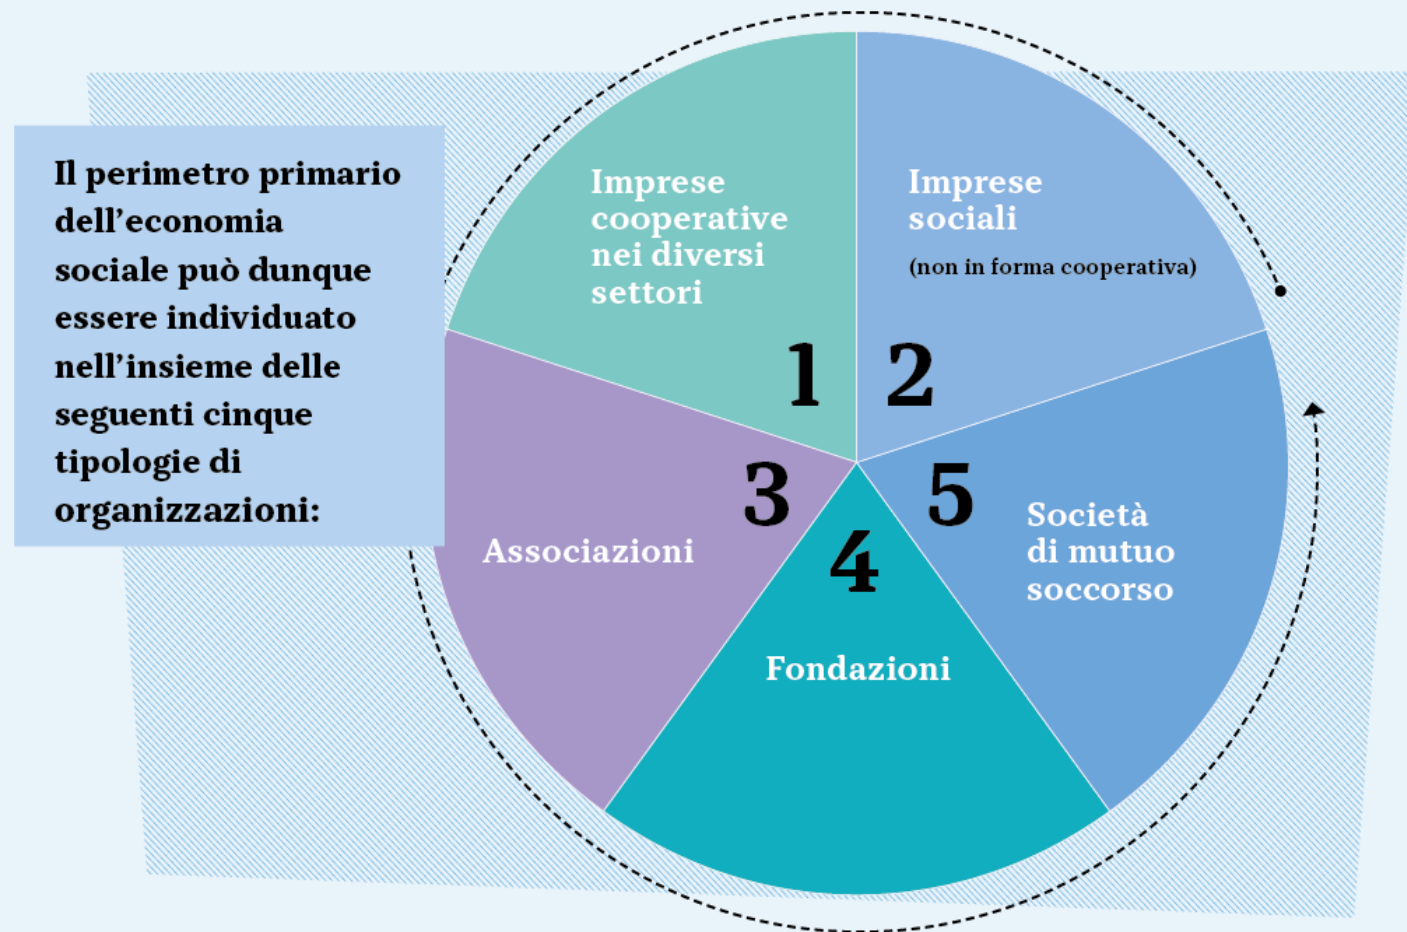 Il perimetro primario
dell’economia
sociale può dunque
essere individuato
nell’insieme delle
seguenti cinque
tipologie di
organizzazioni:
Imprese
cooperative
nei diversi
settori
1
Imprese
sociali
(non in forma cooperativa)
2
3
Associazioni
4
Fondazioni
5
Società
di mutuo
soccorso